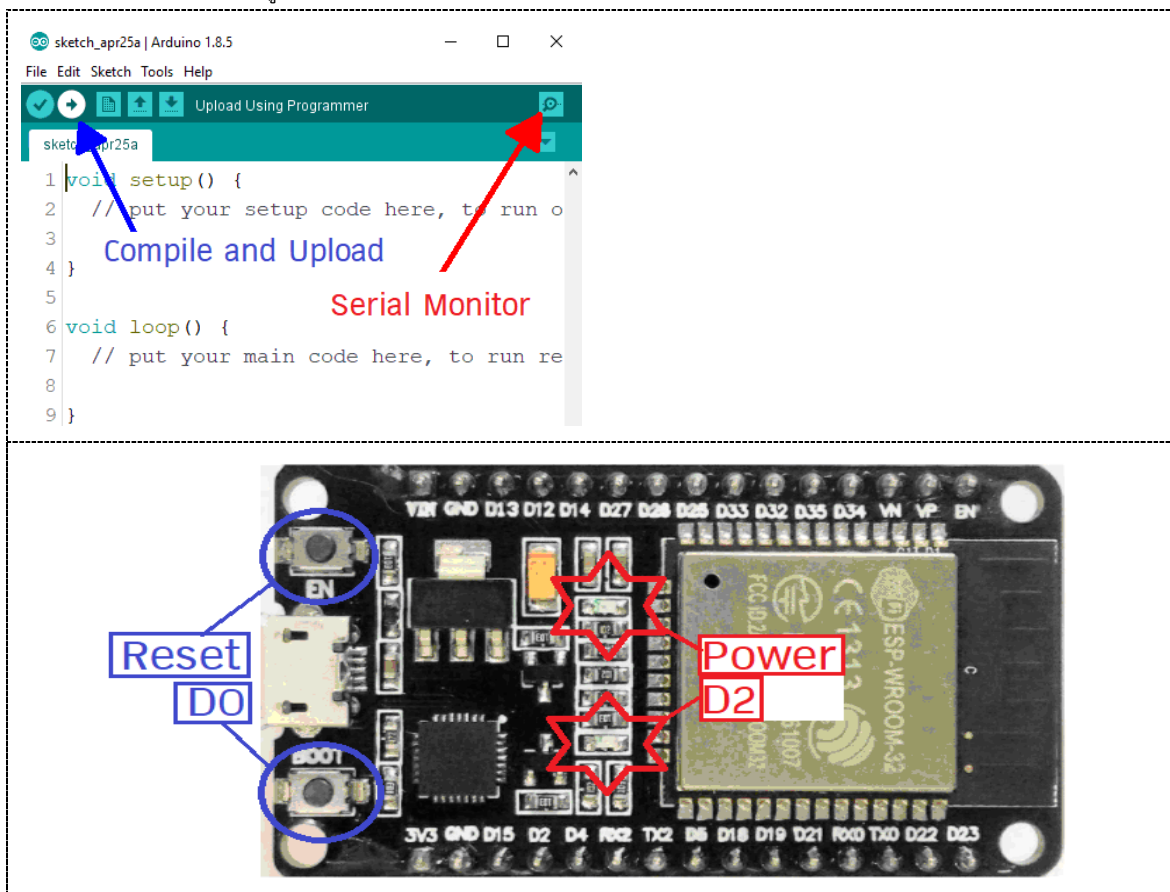 sketch_apr25a | Arduino 1.8.5
File Edit Sketch Tools Help
Upload Using Programmer
1 void setup() {
2 // put your setup code here, to run o
3
Compile and Upload
4 }
5
Serial Monitor
6 void loop() {
7 // put your main code here, to run re
8
9 }
VIN GND D13 D12 D14 D27 D26 D25 D33 D32 D35 D34 VN VP EN
EN
Reset
Power
D0
D2
BOOT
ESP-WROOM-32
3V3 GND D15 D2 D4 RX2 TX2 D5 D18 D19 D21 RX0 TX0 D22 D23